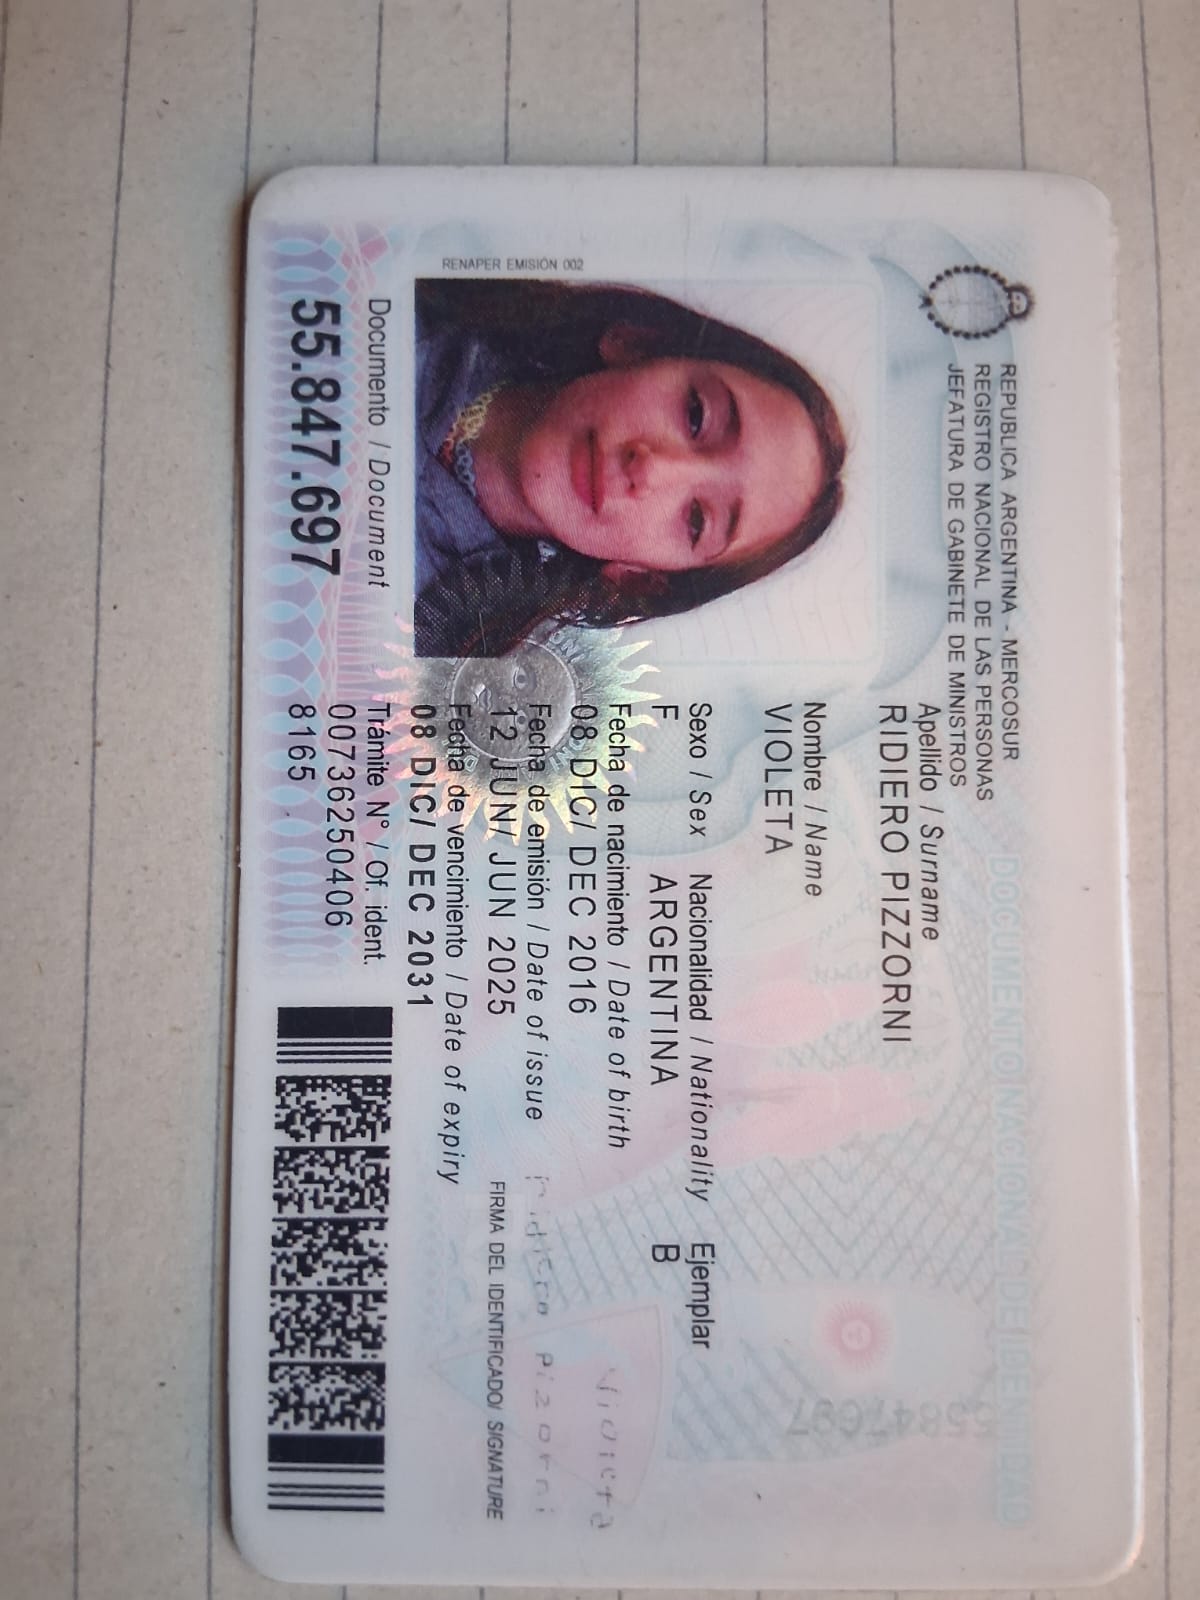 REPUBLICA ARGENTINA - MERCOSUR
REGISTRO NACIONAL DE LAS PERSONAS
JEFATURA DE GABINETE DE MINISTROS
DOCUMENTO NACIONAL DE IDENTIDAD
Apellido / Surname
RIDIERO PIZZORNI
Nombre / Name
VIOLETA
Sexo / Sex Nacionalidad / Nationality Ejemplar
F ARGENTINA B
Fecha de nacimiento / Date of birth
08 DIC/ DEC 2016
Fecha de emisión / Date of issue
12 JUN/ JUN 2025
Fecha de vencimiento / Date of expiry
08 DIC/ DEC 2031
FIRMA DEL IDENTIFICADO/ SIGNATURE
RENAPER EMISIÓN 002
Documento / Document
55.847.697
Trámite N° / Of. ident.
00736250406
8165
55847697
Violeta